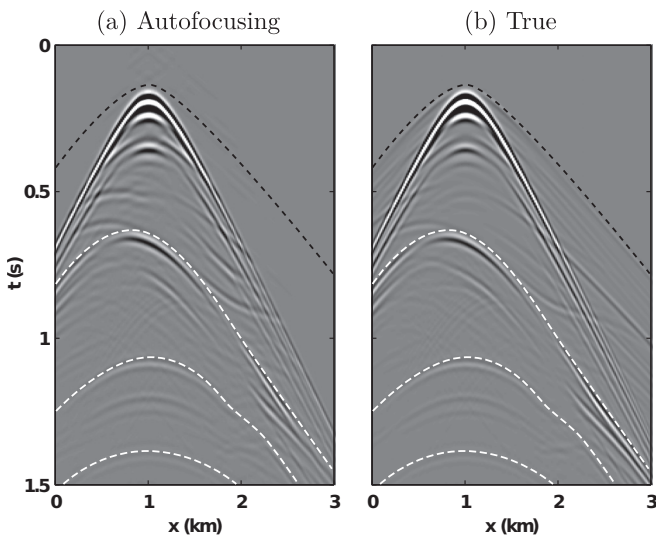 (a) Autofocusing
(b) True
0
0.5
1
1.5
t (s)
0 1 2 3
x (km)
0 1 2 3
x (km)